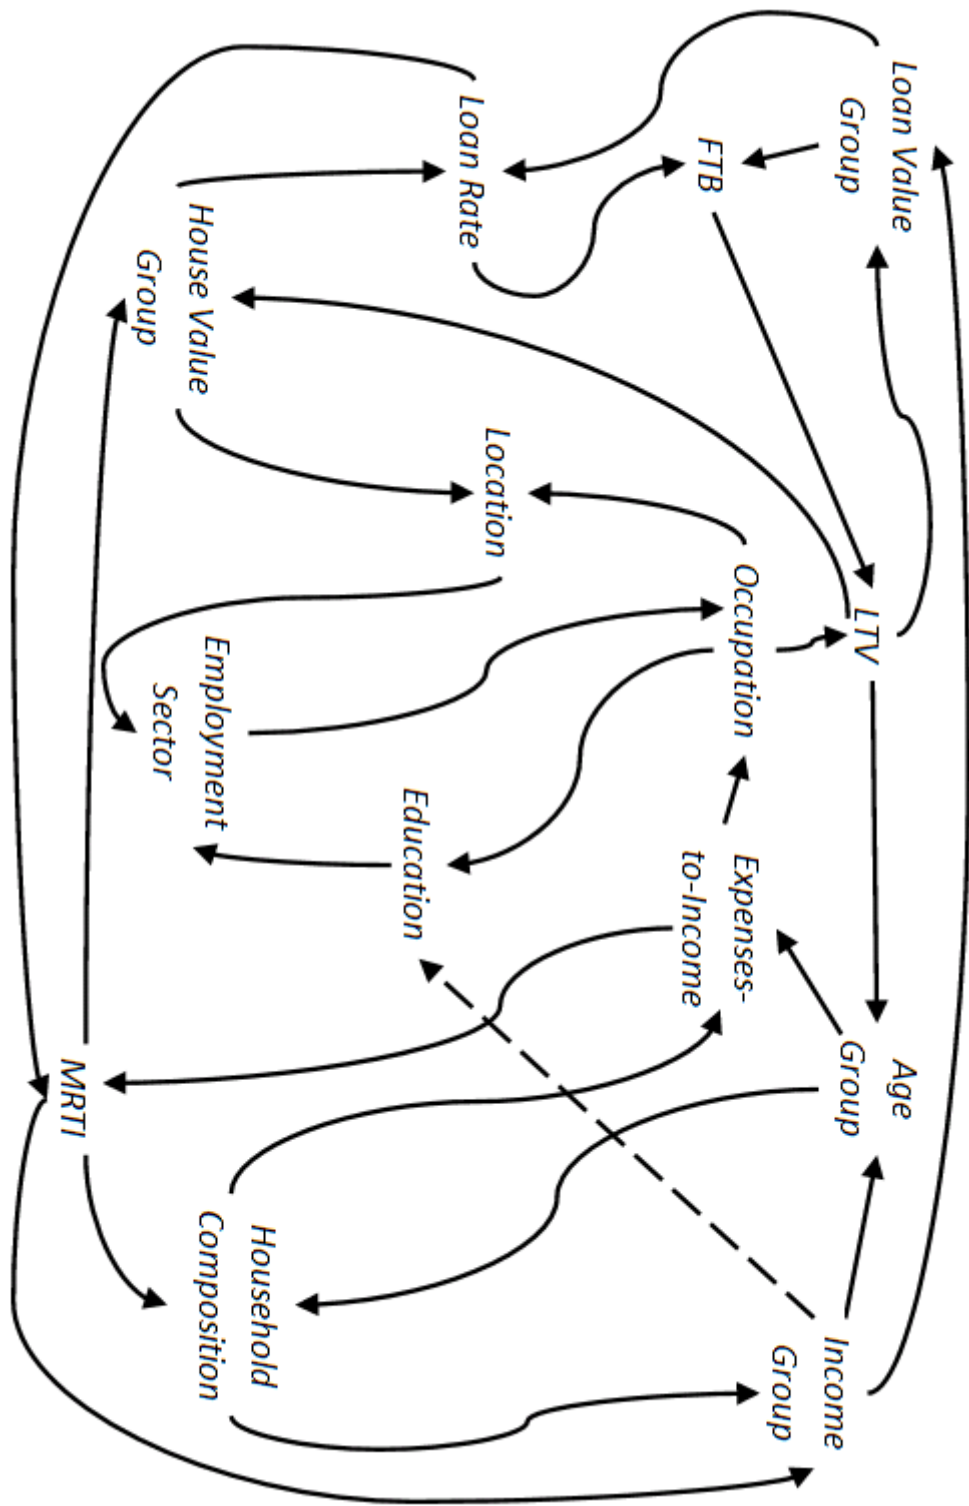 Loan Value
Group
FTB
Loan Rate
House Value
Group
LTV
Occupation
Location
Employment
Sector
Education
Expenses-
to-Income
Age
Group
MRTI
Household
Composition
Income
Group